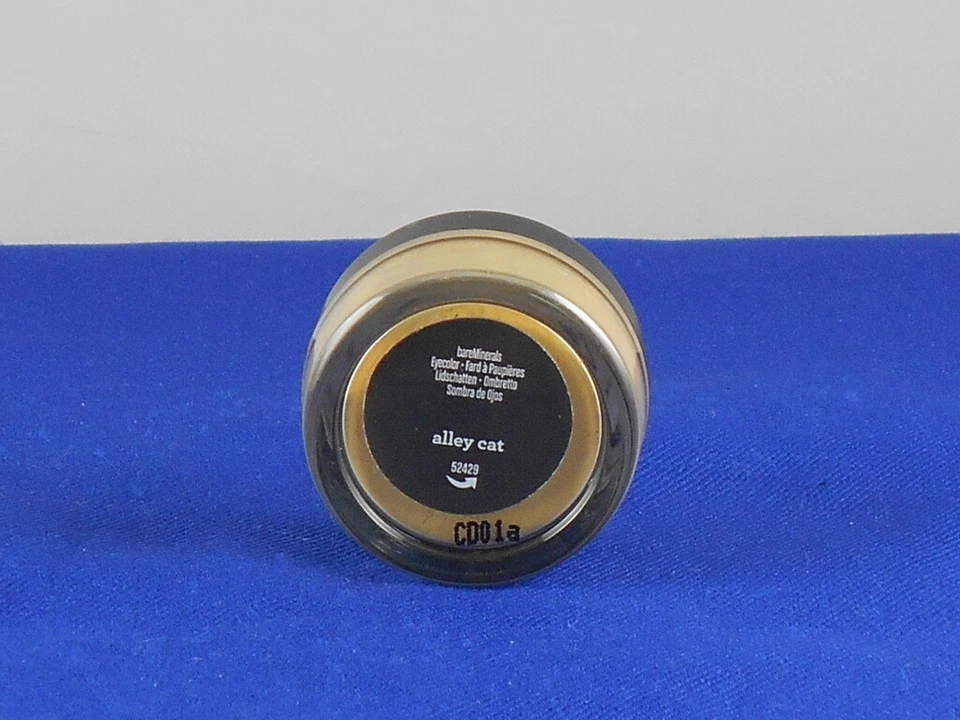 bareMinerals
Eyecolor • Fard à Paupières
Lidschatten • Ombretto
Sombra de Ojos
alley cat
52429
CD01a